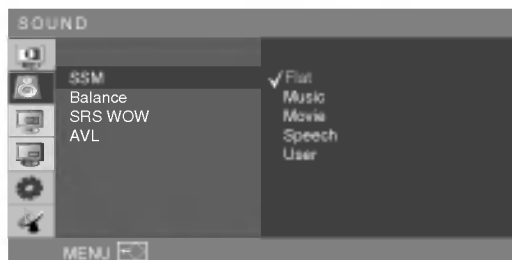 SOUND
SSM
Balance
SRS WOW
AVL
Flat
Music
Movie
Speech
User
MENU